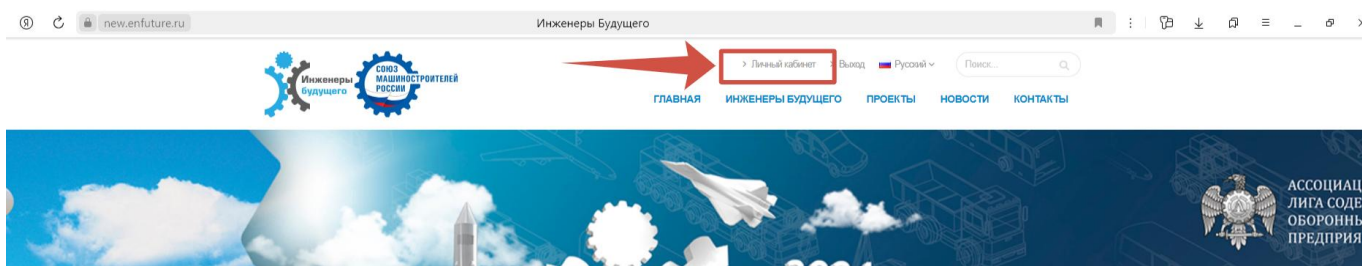 new.enfuture.ru
Инженеры Будущего
Инженеры
будущего
СОЮЗ
МАШИНОСТРОИТЕЛЕЙ
РОССИИ
> Личный кабинет
> Выход
Русский
Поиск...
ГЛАВНАЯ ИНЖЕНЕРЫ БУДУЩЕГО ПРОЕКТЫ НОВОСТИ КОНТАКТЫ
АССОЦИАЦ
ЛИГА СОДЕ
ОБОРОННЫ
ПРЕДПРИЯ